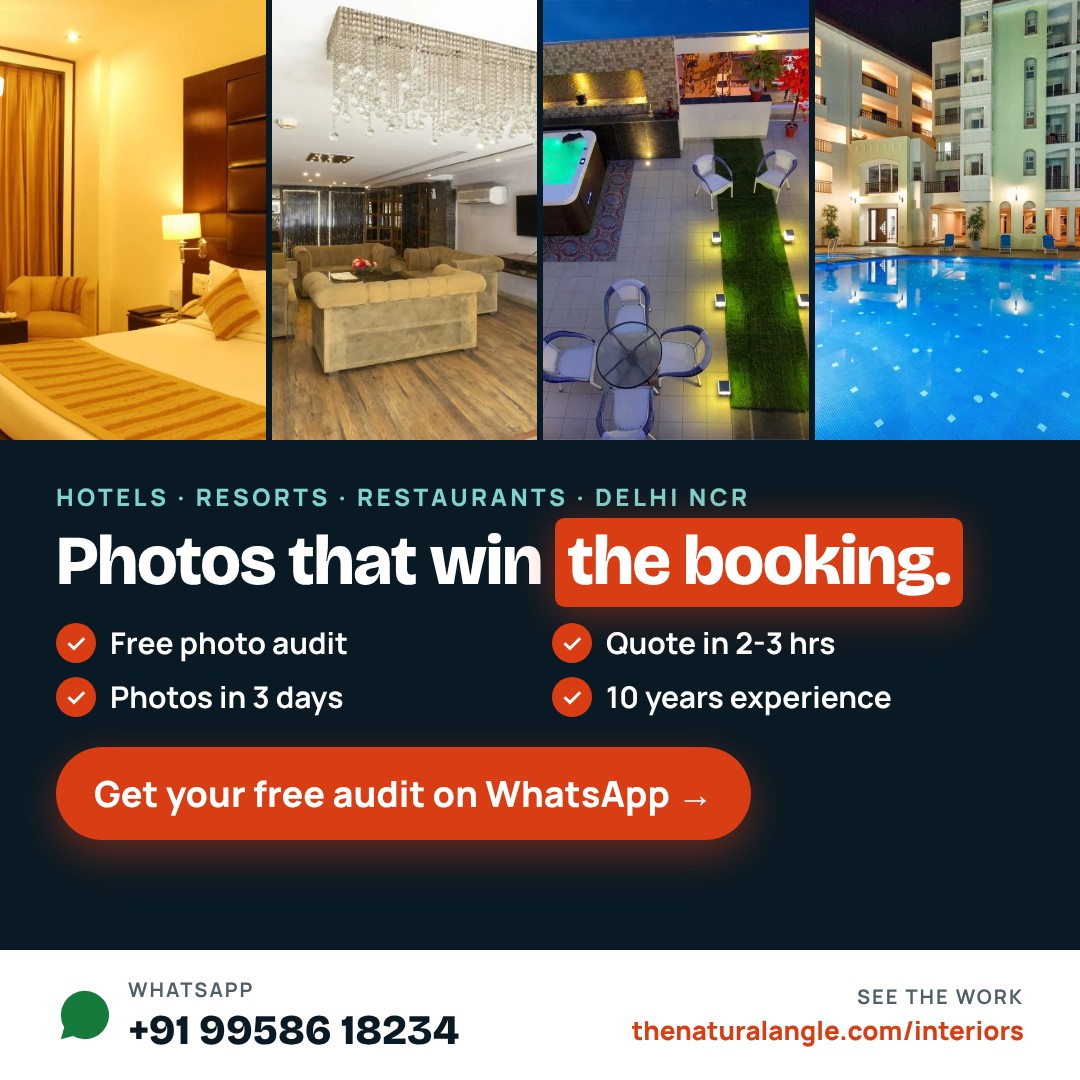 HOTELS · RESORTS · RESTAURANTS · DELHI NCR
Photos that win the booking.
Free photo audit
Quote in 2-3 hrs
Photos in 3 days
10 years experience
Get your free audit on WhatsApp →
WHATSAPP
+91 99586 18234
SEE THE WORK
thenaturalangle.com/interiors